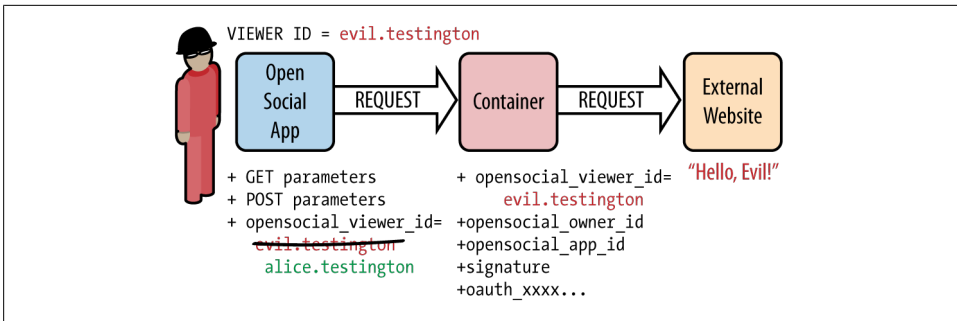 VIEWER ID = evil.testington
Open
Social
App
REQUEST
Container
REQUEST
External
Website
"Hello, Evil!"
+ GET parameters
+ POST parameters
+ opensocial_viewer_id=
evil.testington
alice.testington
+ opensocial_viewer_id=
evil.testington
+opensocial_owner_id
+opensocial_app_id
+signature
+oauth_xxxx...